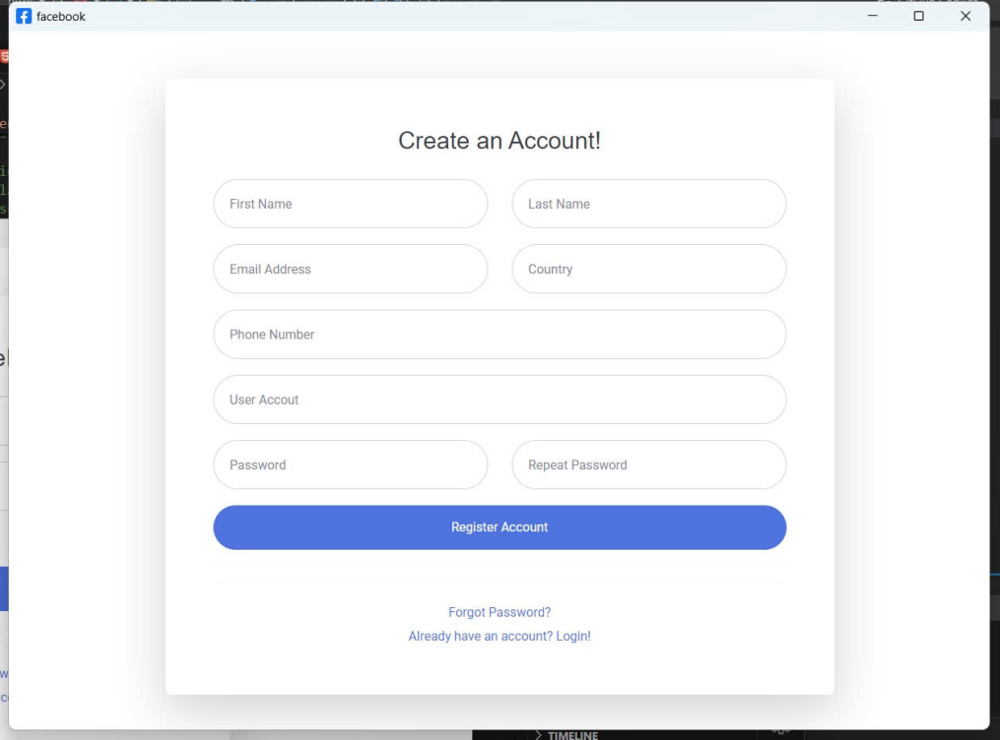 facebook
Create an Account!
First Name
Last Name
Email Address
Country
Phone Number
User Accout
Password
Repeat Password
Register Account
Forgot Password?
Already have an account? Login!
TIMELINE